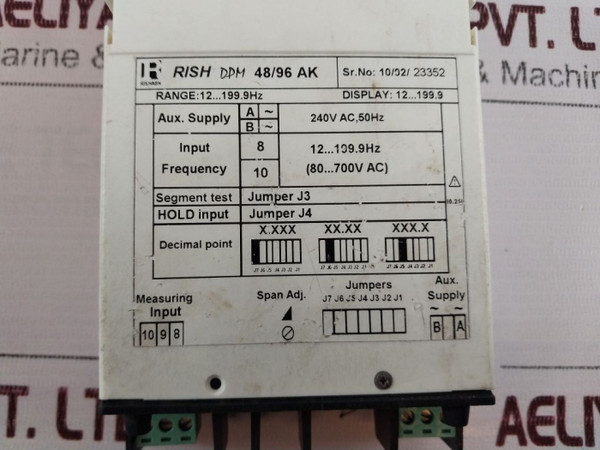 AELIYA
PVT. LTD
arine &
& Machin
RISH DPM 48/96 AK Sr.No: 10/02/ 23352
RANGE:12...199.9Hz DISPLAY: 12...199.9
Aux. Supply A ~ B ~ 240V AC,50Hz
Input 8 12...199.9Hz
Frequency 10 (80...700V AC)
Segment test Jumper J3
HOLD input Jumper J4
X.XXX XX.XX XXX.X
Decimal point
Measuring Input
Span Adj.
Jumpers
J7 J6 J5 J4 J3 J2 J1
Aux. Supply
10 9 8
~ ~
B A
VT. LT
AELIY